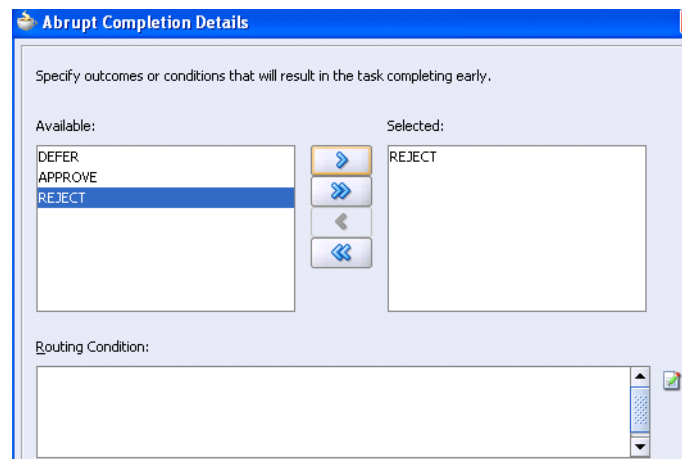 Abrupt Completion Details
Specify outcomes or conditions that will result in the task completing early.
Available:
Selected:
DEFER
APPROVE
REJECT
REJECT
Routing Condition: